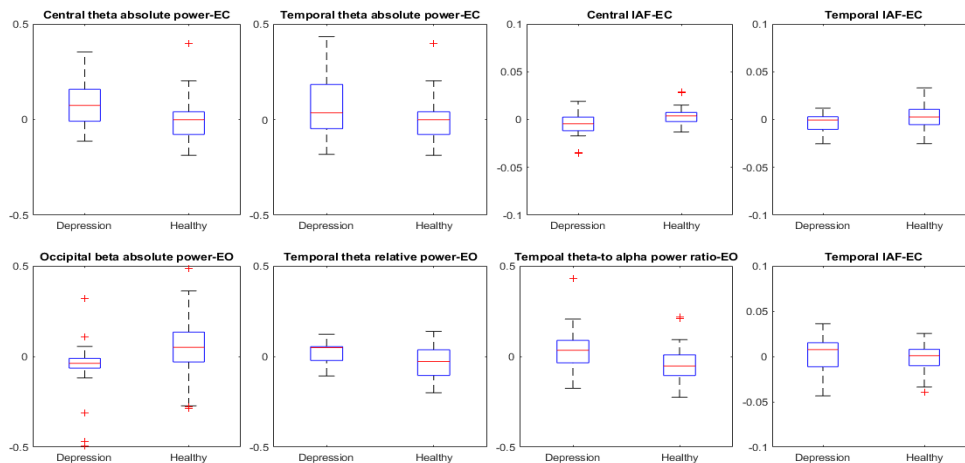 Central theta absolute power-EC
Temporal theta absolute power-EC
Central IAF-EC
Temporal IAF-EC
0.5
0
-0.5
Depression
Healthy
0.5
0
-0.5
Depression
Healthy
0.1
0.05
0
-0.05
-0.1
Depression
Healthy
0.1
0.05
0
-0.05
-0.1
Depression
Healthy
Occipital beta absolute power-EO
Temporal theta relative power-EO
Tempoal theta-to alpha power ratio-EO
Temporal IAF-EC
0.5
0
-0.5
Depression
Healthy
0.5
0
-0.5
Depression
Healthy
0.5
0
-0.5
Depression
Healthy
0.1
0.05
0
-0.05
-0.1
Depression
Healthy